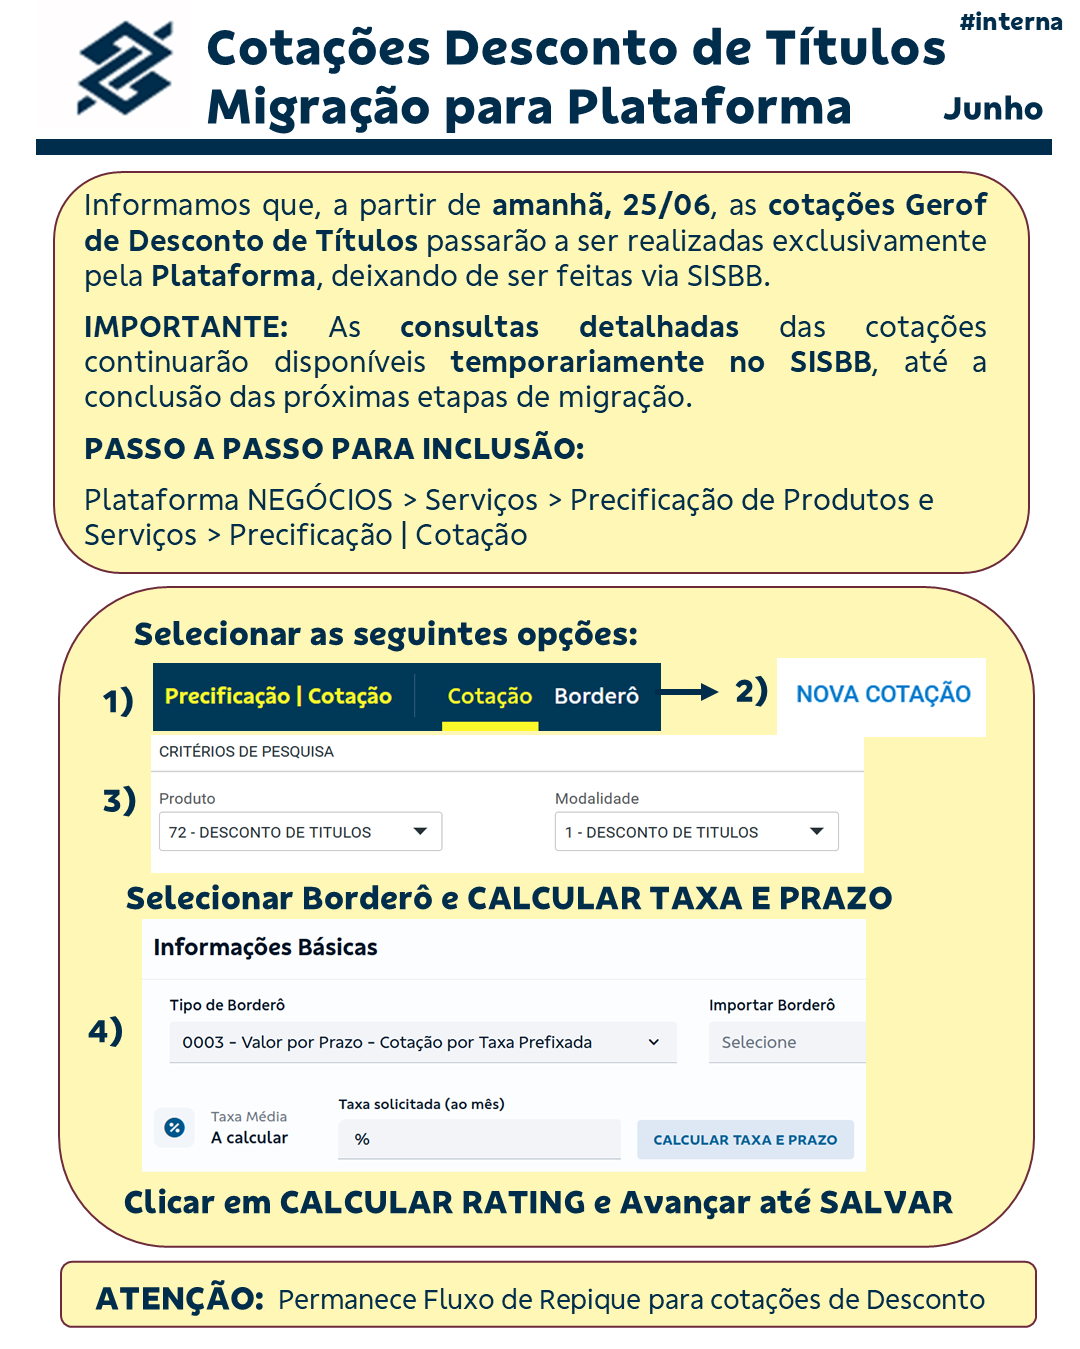 #interna
Cotações Desconto de Títulos
Migração para Plataforma
Junho
Informamos que, a partir de amanhã, 25/06, as cotações Gerof
de Desconto de Títulos passarão a ser realizadas exclusivamente
pela Plataforma, deixando de ser feitas via SISBB.
IMPORTANTE: As consultas detalhadas das cotações
continuarão disponíveis temporariamente no SISBB, até a
conclusão das próximas etapas de migração.
PASSO A PASSO PARA INCLUSÃO:
Plataforma NEGÓCIOS > Serviços > Precificação de Produtos e
Serviços > Precificação | Cotação
Selecionar as seguintes opções:
1) Precificação | Cotação Cotação Borderô 2) NOVA COTAÇÃO
CRITÉRIOS DE PESQUISA
3)
Produto Modalidade
72 - DESCONTO DE TITULOS 1 - DESCONTO DE TITULOS
Selecionar Borderô e CALCULAR TAXA E PRAZO
Informações Básicas
Tipo de Borderô Importar Borderô
4) 0003 - Valor por Prazo - Cotação por Taxa Prefixada Selecione
Taxa solicitada (ao mês)
Taxa Média
A calcular % CALCULAR TAXA E PRAZO
Clicar em CALCULAR RATING e Avançar até SALVAR
ATENÇÃO: Permanece Fluxo de Repique para cotações de Desconto